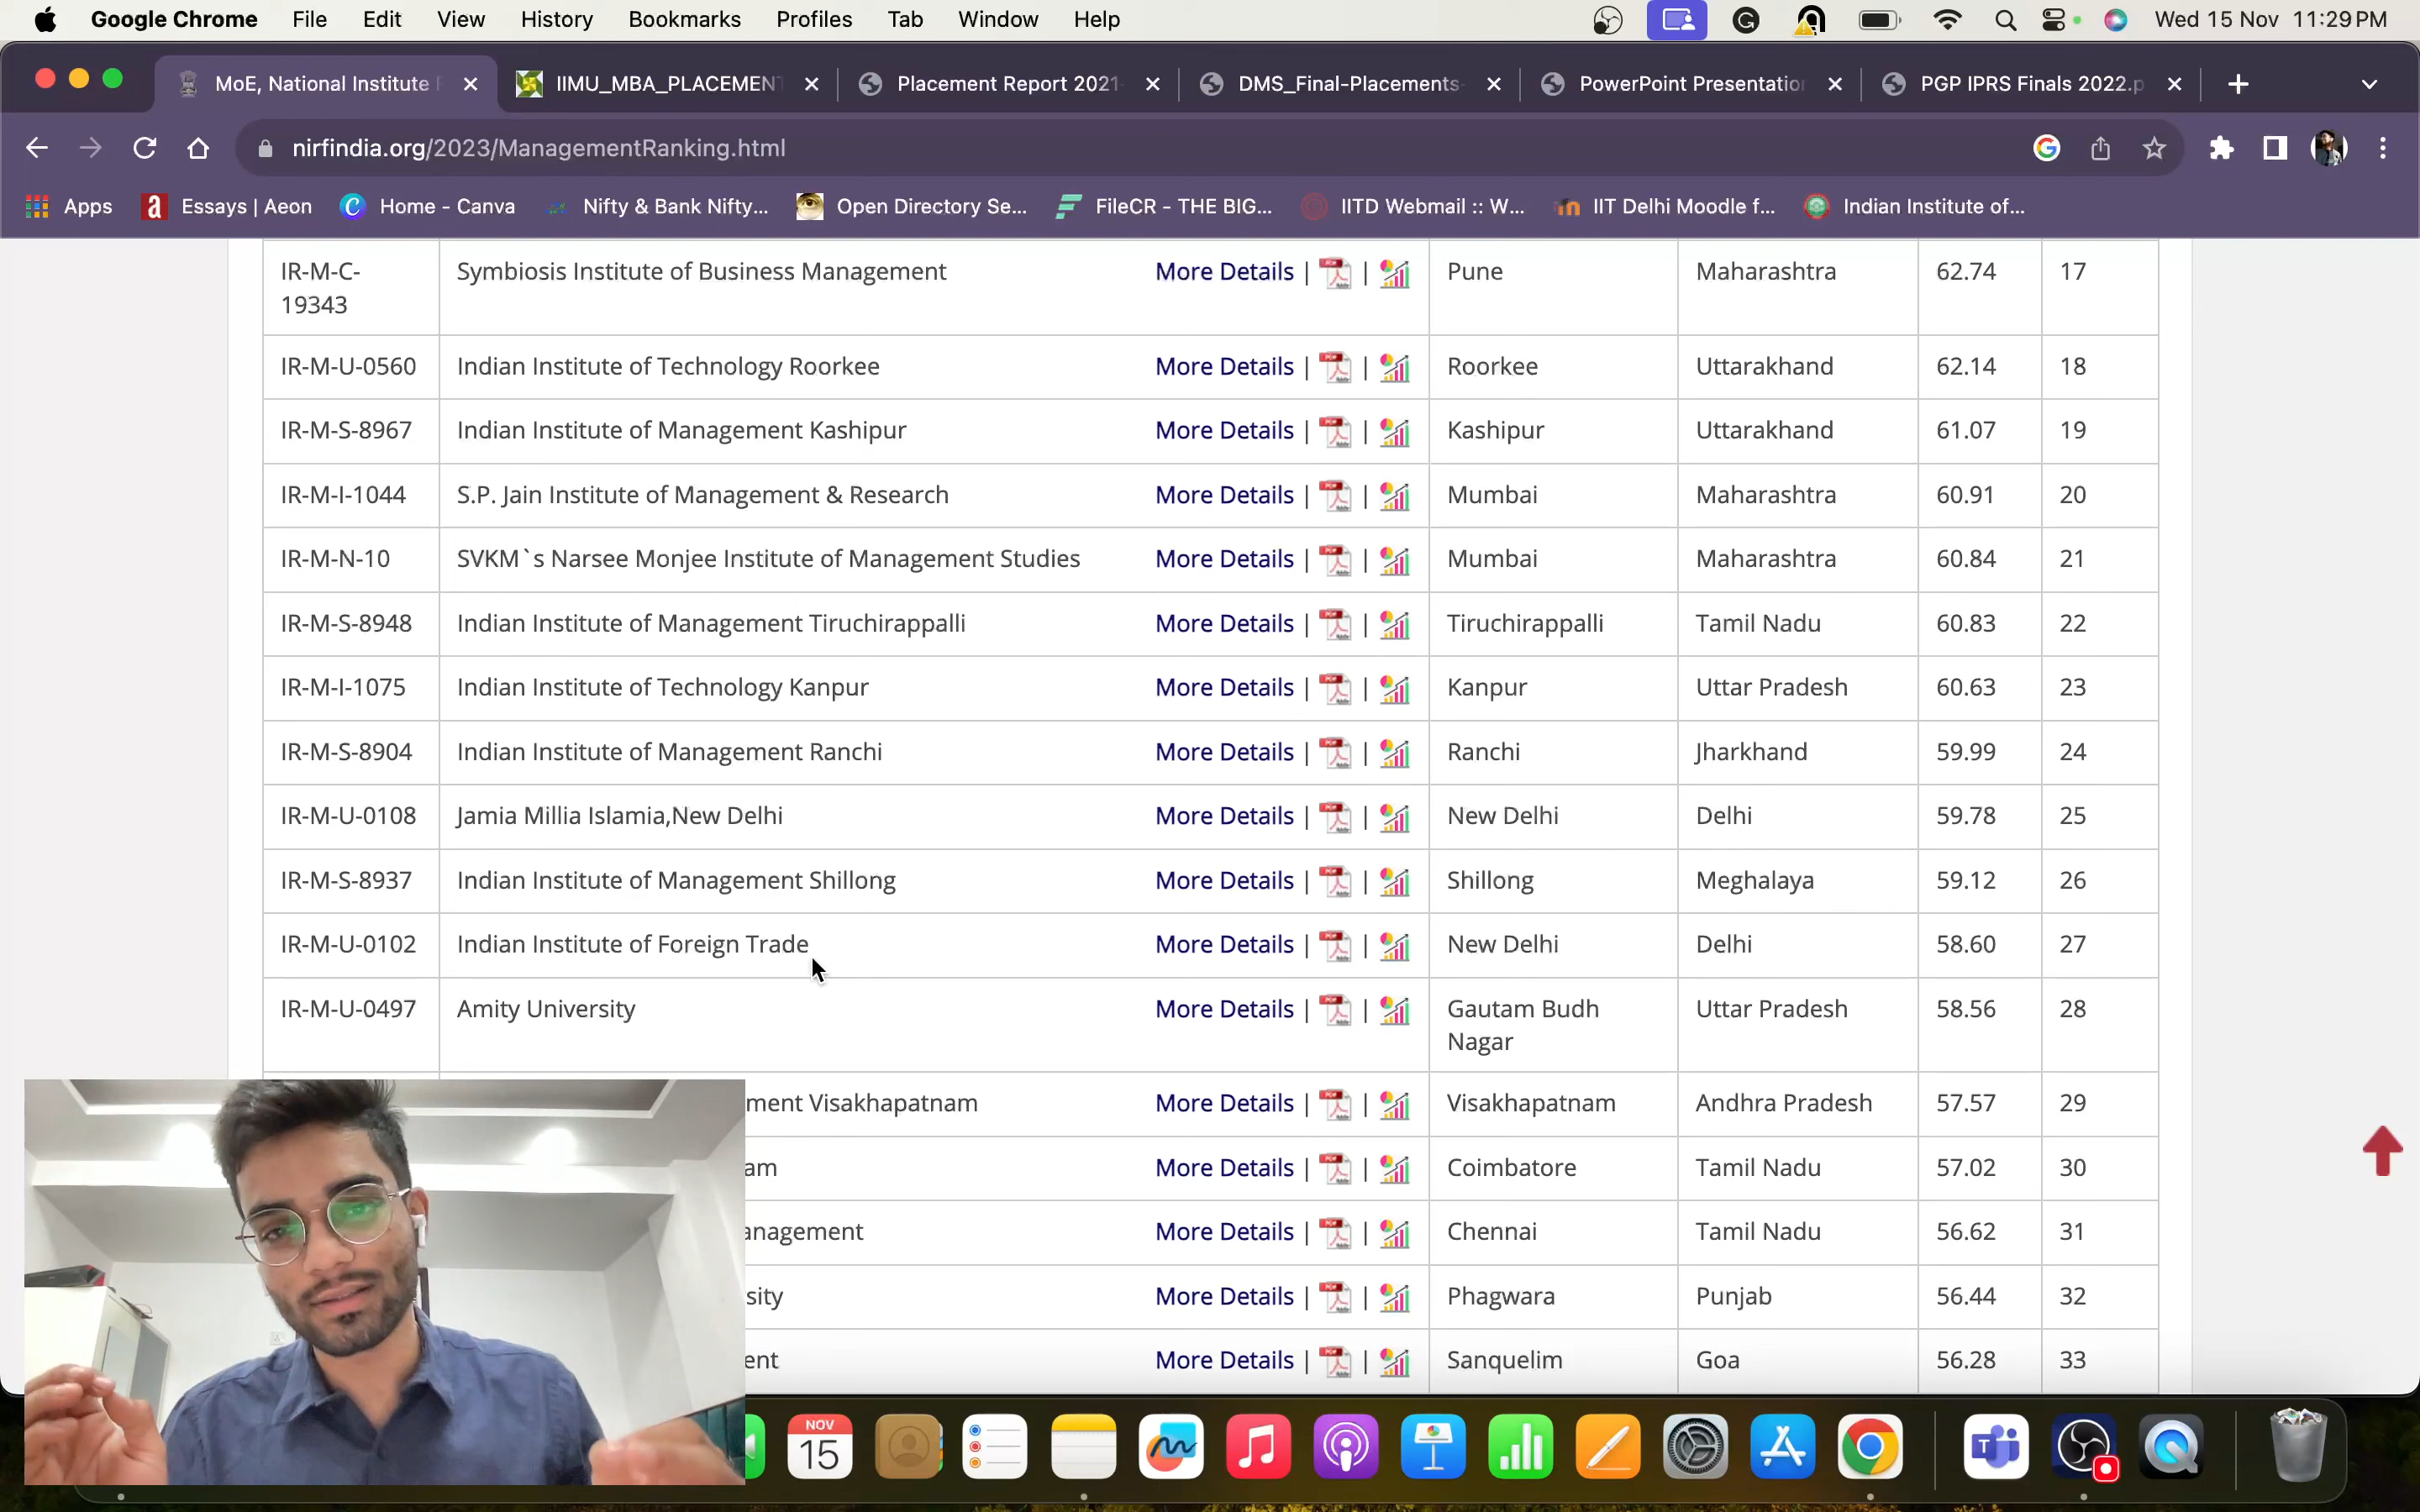 Google Chrome File Edit View History Bookmarks Profiles Tab Window Help Wed 15 Nov 11:29 PM
MoE, National Institute IIMU_MBA_PLACEMENT Placement Report 2021- DMS_Final-Placements- PowerPoint Presentation PGP IPRS Finals 2022.p
nirfindia.org/2023/ManagementRanking.html
Apps Essays | Aeon Home - Canva Nifty & Bank Nifty... Open Directory Se... FileCR - THE BIG... IITD Webmail :: W... IIT Delhi Moodle f... Indian Institute of...
IR-M-C- Symbiosis Institute of Business Management More Details | | Pune Maharashtra 62.74 17
19343
IR-M-U-0560 Indian Institute of Technology Roorkee More Details | | Roorkee Uttarakhand 62.14 18
IR-M-S-8967 Indian Institute of Management Kashipur More Details | | Kashipur Uttarakhand 61.07 19
IR-M-I-1044 S.P. Jain Institute of Management & Research More Details | | Mumbai Maharashtra 60.91 20
IR-M-N-10 SVKM`s Narsee Monjee Institute of Management Studies More Details | | Mumbai Maharashtra 60.84 21
IR-M-S-8948 Indian Institute of Management Tiruchirappalli More Details | | Tiruchirappalli Tamil Nadu 60.83 22
IR-M-I-1075 Indian Institute of Technology Kanpur More Details | | Kanpur Uttar Pradesh 60.63 23
IR-M-S-8904 Indian Institute of Management Ranchi More Details | | Ranchi Jharkhand 59.99 24
IR-M-U-0108 Jamia Millia Islamia,New Delhi More Details | | New Delhi Delhi 59.78 25
IR-M-S-8937 Indian Institute of Management Shillong More Details | | Shillong Meghalaya 59.12 26
IR-M-U-0102 Indian Institute of Foreign Trade More Details | | New Delhi Delhi 58.60 27
IR-M-U-0497 Amity University More Details | | Gautam Budh Uttar Pradesh 58.56 28
Nagar
ment Visakhapatnam More Details | | Visakhapatnam Andhra Pradesh 57.57 29
am More Details | | Coimbatore Tamil Nadu 57.02 30
anagement More Details | | Chennai Tamil Nadu 56.62 31
sity More Details | | Phagwara Punjab 56.44 32
ent More Details | | Sanquelim Goa 56.28 33
NOV
15